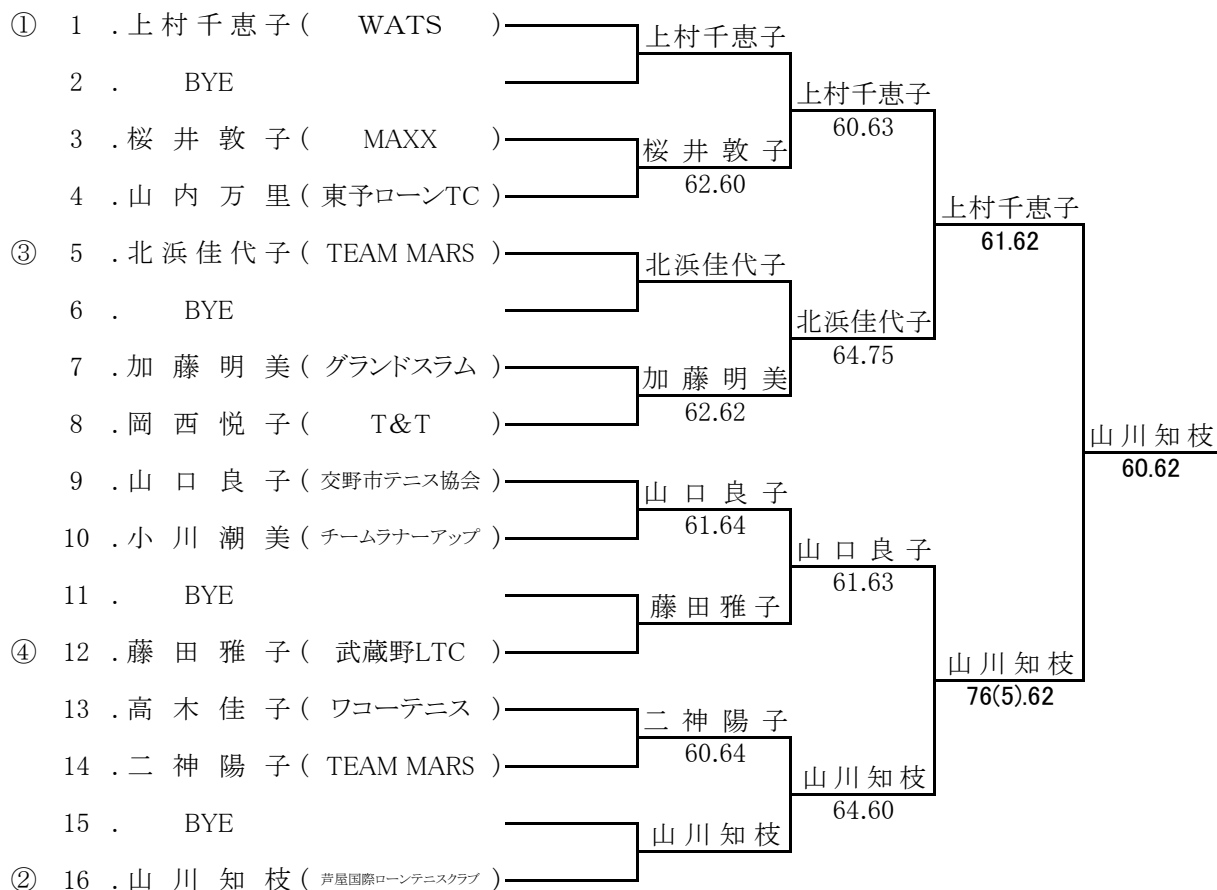 ① 1 . 上村千恵子 ( WATS )
上村千恵子
2 . BYE
上村千恵子
60.63
3 . 桜井敦子 ( MAXX )
桜井敦子
62.60
4 . 山内万里 ( 東予ローンTC )
上村千恵子
61.62
③ 5 . 北浜佳代子 ( TEAM MARS )
北浜佳代子
6 . BYE
北浜佳代子
64.75
7 . 加藤明美 ( グランドスラム )
加藤明美
62.62
8 . 岡西悦子 ( T&T )
山川知枝
60.62
9 . 山口良子 ( 交野市テニス協会 )
山口良子
61.64
10 . 小川潮美 ( チームラナーアップ )
山口良子
61.63
11 . BYE
藤田雅子
④ 12 . 藤田雅子 ( 武蔵野LTC )
山川知枝
76(5).62
13 . 高木佳子 ( ワコーテニス )
二神陽子
60.64
14 . 二神陽子 ( TEAM MARS )
山川知枝
64.60
15 . BYE
山川知枝
② 16 . 山川知枝 ( 芦屋国際ローンテニスクラブ )